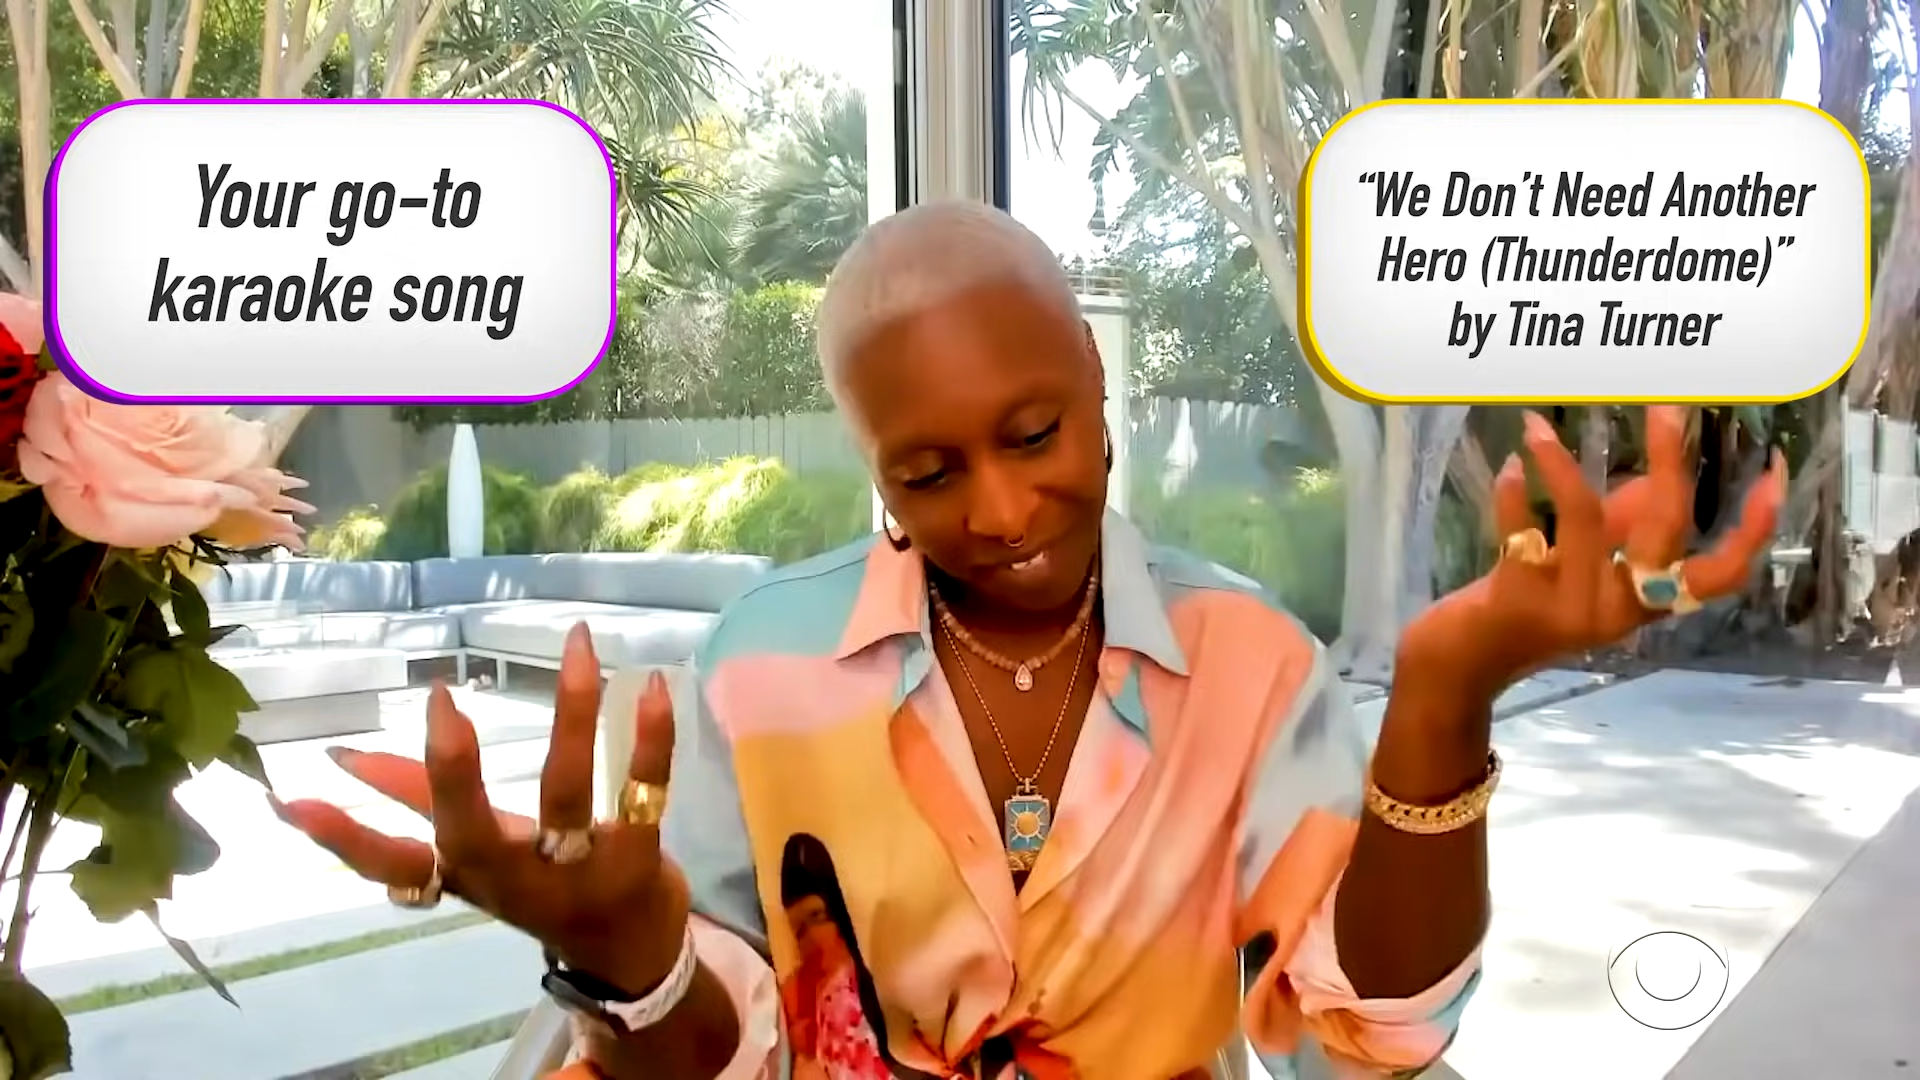 Your go-to
karaoke song
“We Don’t Need Another
Hero (Thunderdome)”
by Tina Turner